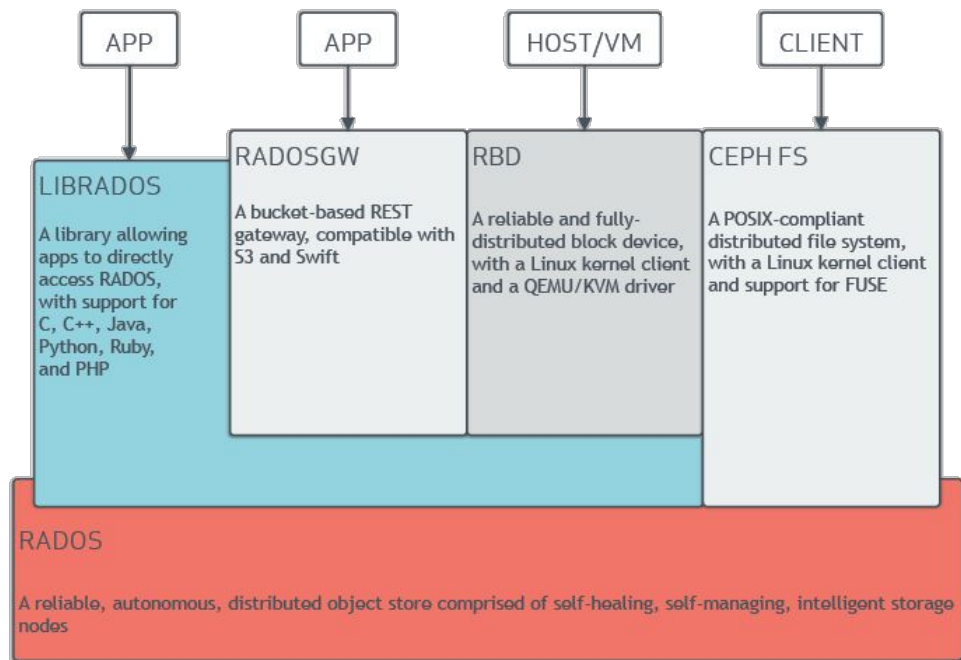 APP
APP
HOST/VM
CLIENT
LIBRADOS
A library allowing
apps to directly
access RADOS,
with support for
C, C++, Java,
Python, Ruby,
and PHP
RADOSGW
A bucket-based REST
gateway, compatible with
S3 and Swift
RBD
A reliable and fully-
distributed block device,
with a Linux kernel client
and a QEMU/KVM driver
CEPH FS
A POSIX-compliant
distributed file system,
with a Linux kernel client
and support for FUSE
RADOS
A reliable, autonomous, distributed object store comprised of self-healing, self-managing, intelligent storage
nodes